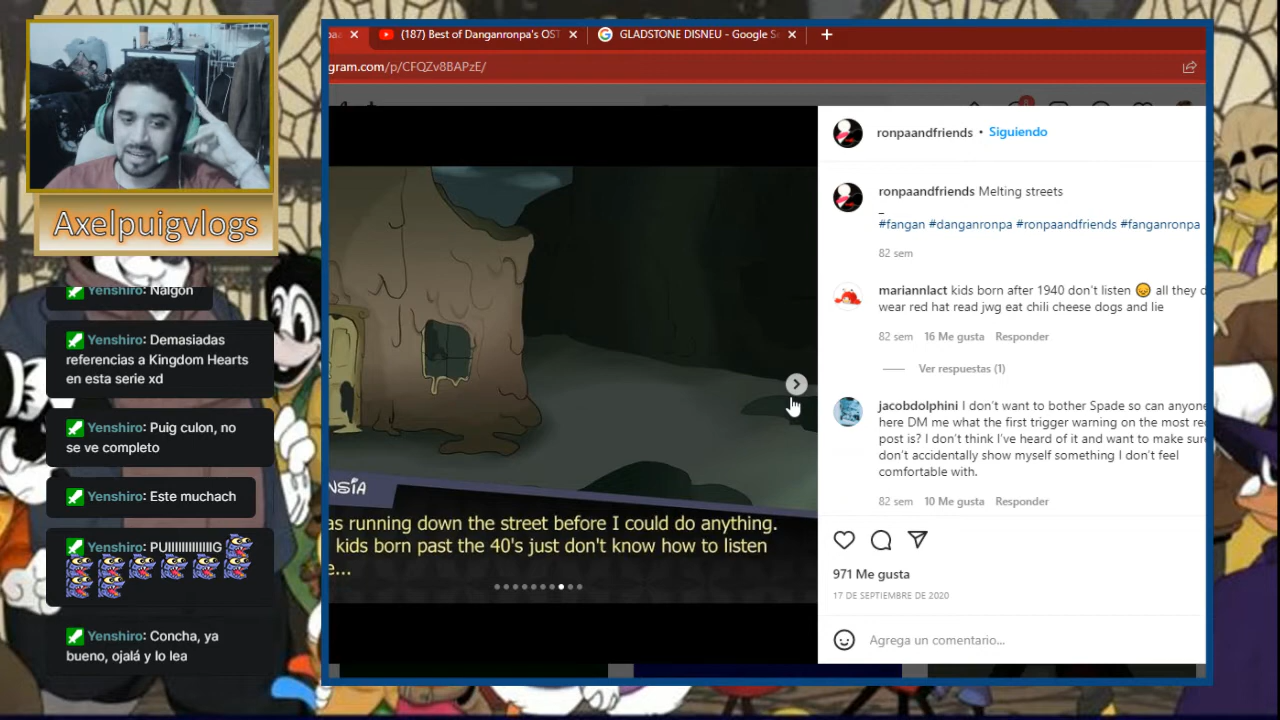 (187) Best of Danganronpa's OST
GLADSTONE DISNEU - Google Se
gram.com/p/CFQZv8BAPzE/
Axelpuigvlogs
Yenshiro: Nalgon
Yenshiro: Demasiadas
referencias a Kingdom Hearts
en esta serie xd
Yenshiro: Puig culon, no
se ve completo
Yenshiro: Este muchach
Yenshiro: PUIIIIIIIIIIIIIG
Yenshiro: Concha, ya
bueno, ojalá y lo lea
NSIA
as running down the street before I could do anything.
kids born past the 40's just don't know how to listen
e...
ronpaandfriends • Siguiendo
ronpaandfriends Melting streets
_
#fangan #danganronpa #ronpaandfriends #fanganronpa
82 sem
mariannlact kids born after 1940 don't listen 😞 all they d
wear red hat read jwg eat chili cheese dogs and lie
82 sem 16 Me gusta Responder
Ver respuestas (1)
jacobdolphini I don't want to bother Spade so can anyone
here DM me what the first trigger warning on the most re
post is? I don't think I've heard of it and want to make sur
don't accidentally show myself something I don't feel
comfortable with.
82 sem 10 Me gusta Responder
971 Me gusta
17 DE SEPTIEMBRE DE 2020
Agrega un comentario...